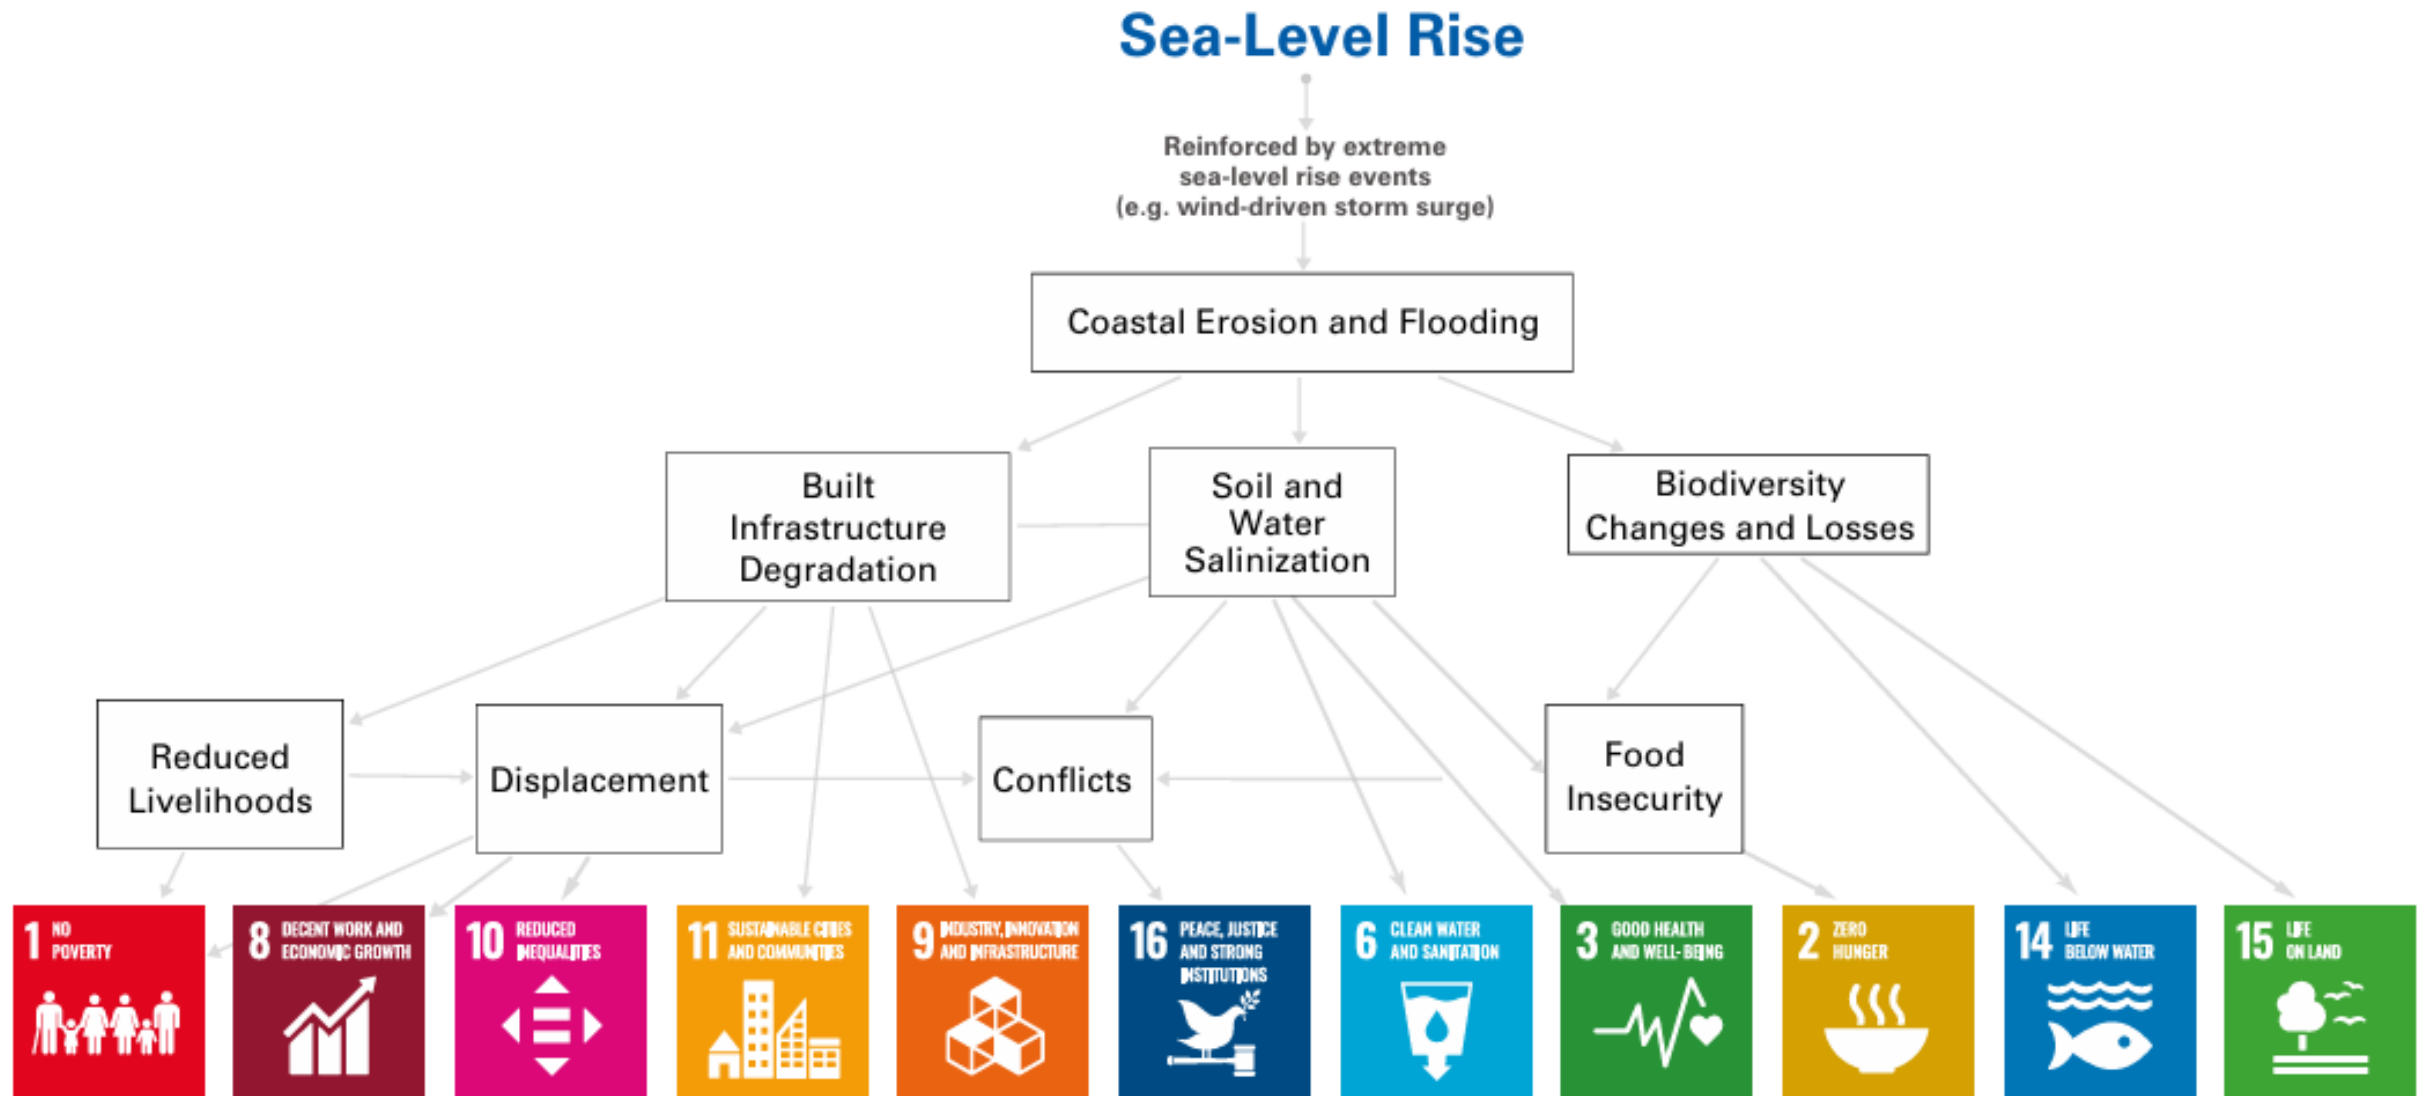 Sea-Level Rise
Reinforced by extreme
sea-level rise events
(e.g. wind-driven storm surge)
Coastal Erosion and Flooding
Built
Infrastructure
Degradation
Soil and
Water
Salinization
Biodiversity
Changes and Losses
Reduced
Livelihoods
Displacement
Conflicts
Food
Insecurity
1 NO
POVERTY
8 DECENT WORK AND
ECONOMIC GROWTH
10 REDUCED
INEQUALITIES
11 SUSTAINABLE CITIES
AND COMMUNITIES
9 INDUSTRY, INNOVATION
AND INFRASTRUCTURE
16 PEACE, JUSTICE
AND STRONG
INSTITUTIONS
6 CLEAN WATER
AND SANITATION
3 GOOD HEALTH
AND WELL-BEING
2 ZERO
HUNGER
14 LIFE
BELOW WATER
15 LIFE
ON LAND